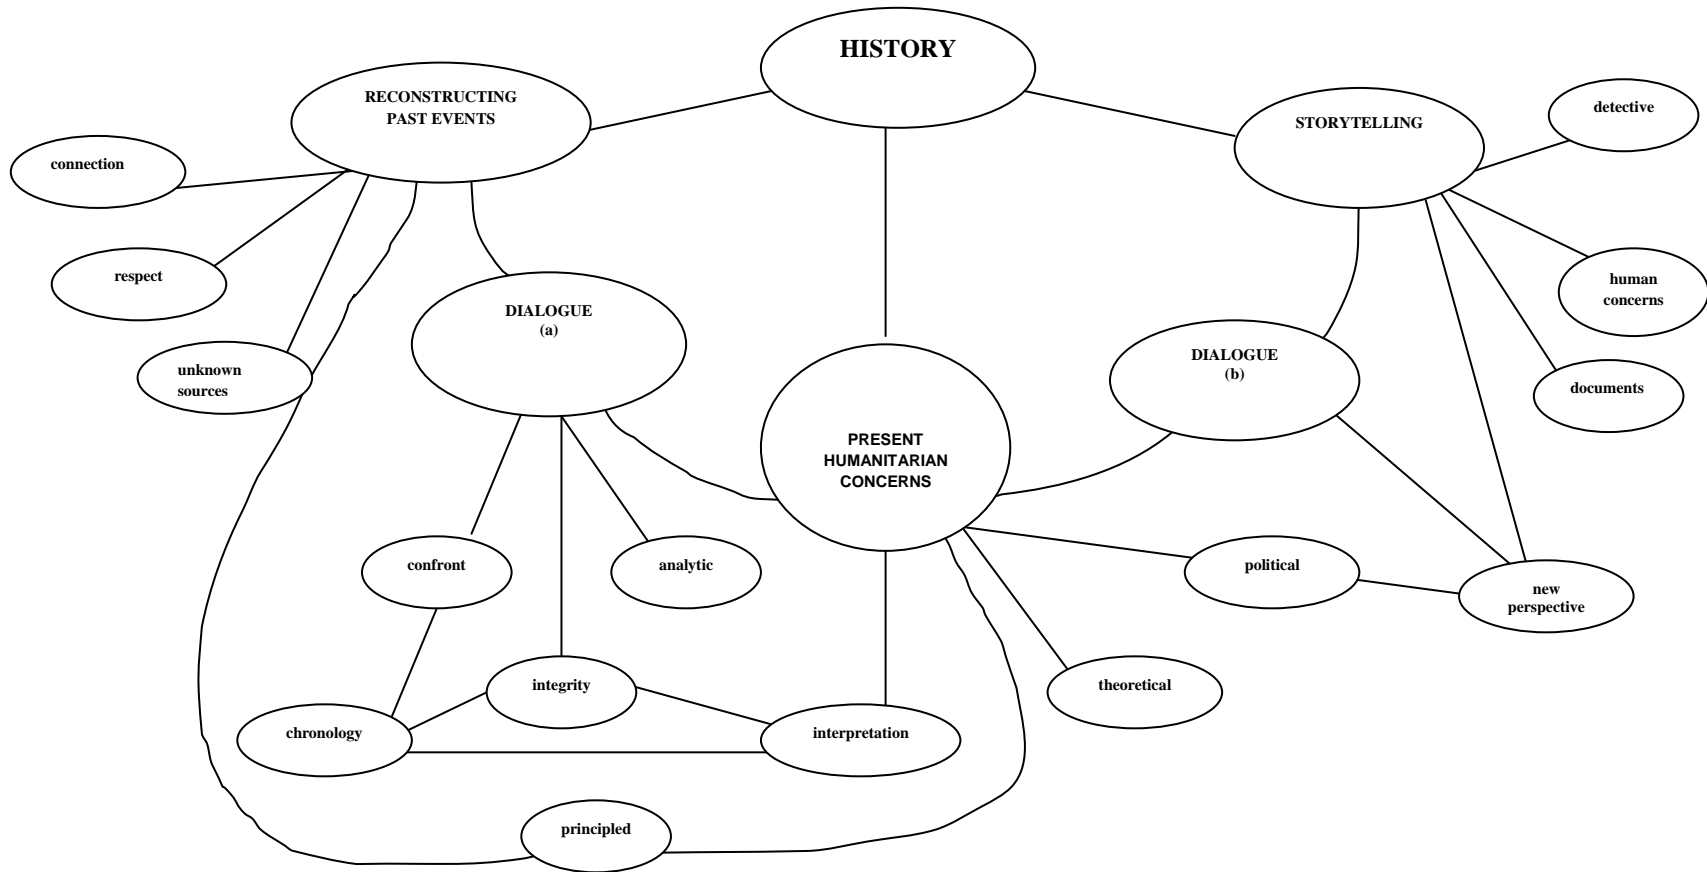 HISTORY
RECONSTRUCTING
PAST EVENTS
STORYTELLING
detective
connection
respect
human
concerns
DIALOGUE
(a)
DIALOGUE
(b)
unknown
sources
documents
PRESENT
HUMANITARIAN
CONCERNS
confront
analytic
political
new
perspective
integrity
theoretical
chronology
interpretation
principled